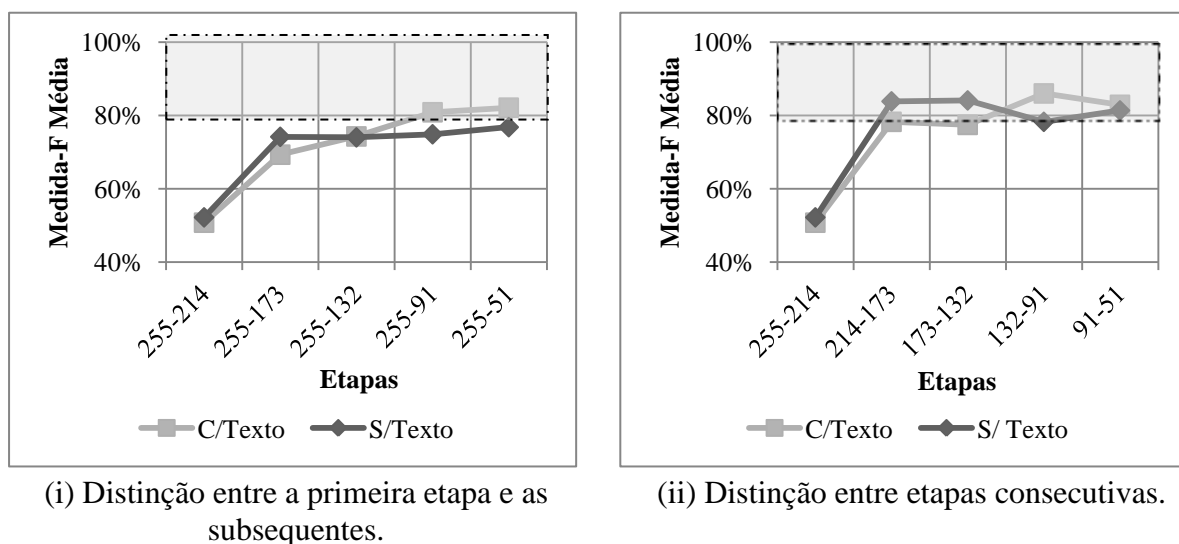 100%
80%
60%
40%
Medida-F Média
255-214
255-173
255-132
255-91
255-51
Etapas
C/Texto
S/Texto
(i) Distinção entre a primeira etapa e as
subsequentes.
100%
80%
60%
40%
Medida-F Média
255-214
214-173
173-132
132-91
91-51
Etapas
C/Texto
S/ Texto
(ii) Distinção entre etapas consecutivas.